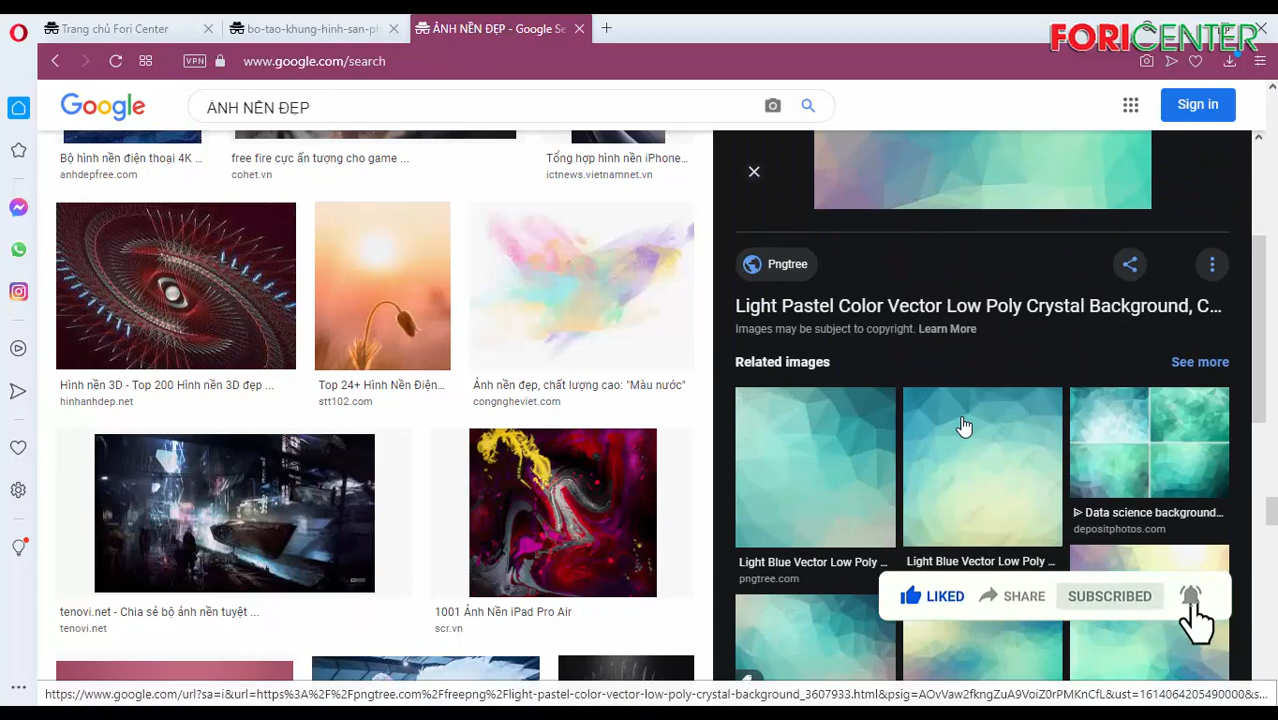 Trang chủ Fori Center
bo-tao-khung-hinh-san-ph
ẢNH NỀN ĐẸP - Google Se
FORICENTER
VPN
www.google.com/search
Google
ẢNH NỀN ĐẸP
Sign in
Bộ hình nền điện thoại 4K ...
anhdepfree.com
free fire cực ấn tượng cho game ...
cohet.vn
Tổng hợp hình nền iPhone...
ictnews.vietnamnet.vn
Hình nền 3D - Top 200 Hình nền 3D đẹp ...
hinhanhdep.net
Top 24+ Hình Nền Điện...
stt102.com
Ảnh nền đẹp, chất lượng cao: "Màu nước"
congngheviet.com
tenovi.net - Chia sẻ bộ ảnh nền tuyệt ...
tenovi.net
1001 Ảnh Nền iPad Pro Air
scr.vn
Pngtree
Light Pastel Color Vector Low Poly Crystal Background, C...
Images may be subject to copyright. Learn More
Related images
See more
Light Blue Vector Low Poly ...
pngtree.com
Light Blue Vector Low Poly ...
ᐈ Data science background...
depositphotos.com
LIKED
SHARE
SUBSCRIBED
https://www.google.com/url?sa=i&url=https%3A%2F%2Fpngtree.com%2Ffreepng%2Flight-pastel-color-vector-low-poly-crystal-background_3607933.html&psig=AOvVaw2fkngZuA9VoiZ0rPMKnCfL&ust=1614064205490000&s...